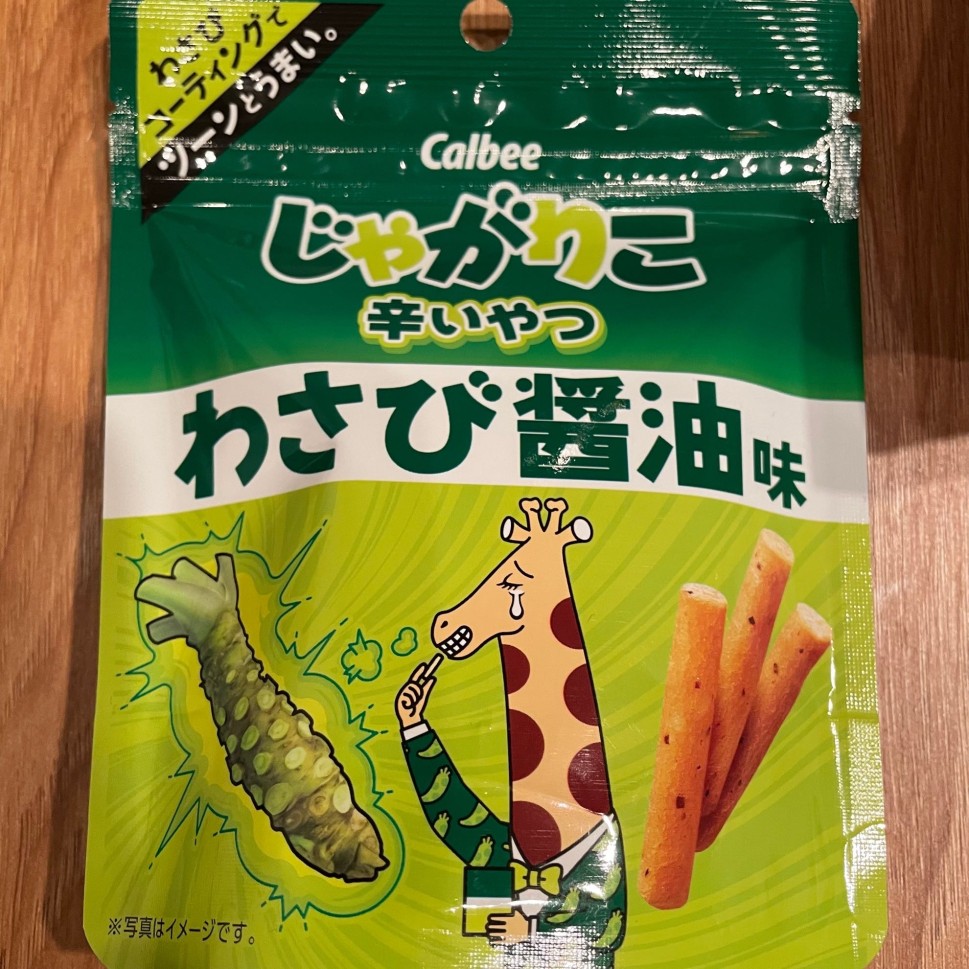 わさび
コーティングで
ツーンとうまい。
Calbee
じゃがりこ
辛いやつ
わさび醤油味
※写真はイメージです。